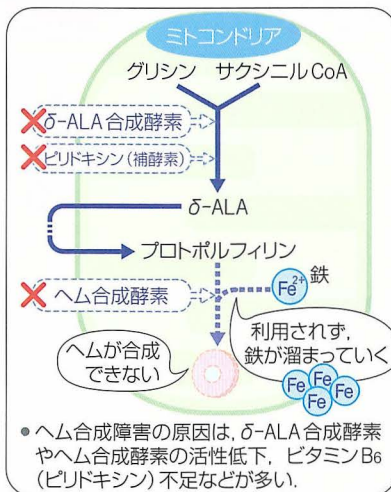 ミトコンドリア
グリシン サクシニルCoA
δ-ALA合成酵素
ピリドキシン(補酵素)
δ-ALA
プロトポルフィリン
ヘム合成酵素
Fe2+ 鉄
ヘムが合成
できない
利用されず,
鉄が溜まっていく
Fe Fe Fe Fe
● ヘム合成障害の原因は, δ-ALA合成酵素
やヘム合成酵素の活性低下, ビタミンB6
(ピリドキシン)不足などが多い.